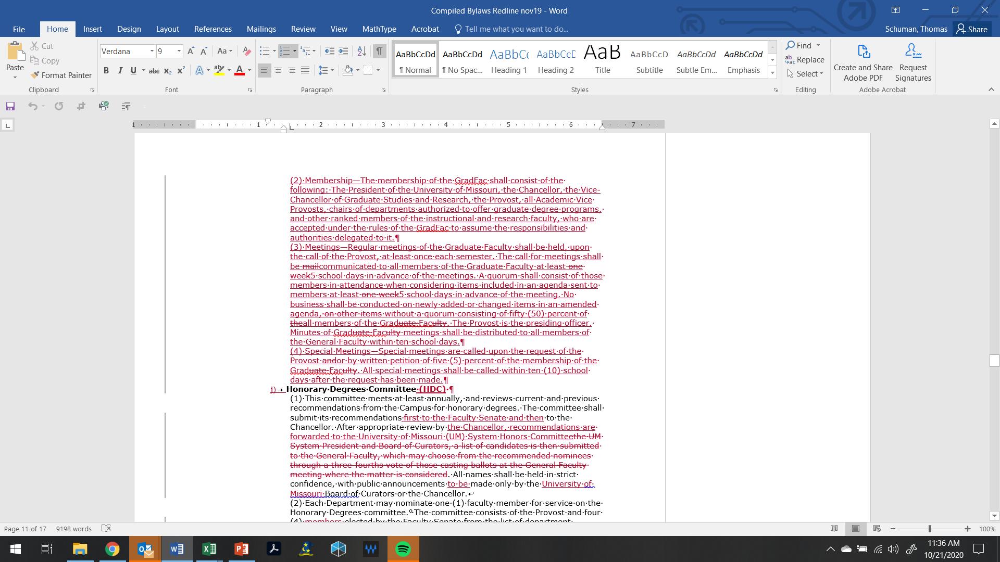 Compiled Bylaws Redline nov19 - Word
File Home Insert Design Layout References Mailings Review View MathType Acrobat Tell me what you want to do... Schuman, Thomas Share
Paste Cut Copy Format Painter
Verdana 9
AaBbCcDd AaBbCcDd AaBbCc AaBbCcD AaB AaBbCcD AaBbCcDd AaBbCcDd
¶ Normal ¶ No Spac... Heading 1 Heading 2 Title Subtitle Subtle Em... Emphasis
Find Replace Select
Create and Share Adobe PDF Request Signatures
Clipboard Font Paragraph Styles Editing Adobe Acrobat
1 1 2 3 4 5 6 7
(2) Membership—The membership of the GradFac shall consist of the
following: The President of the University of Missouri, the Chancellor, the Vice-
Chancellor of Graduate Studies and Research, the Provost, all Academic Vice
Provosts, chairs of departments authorized to offer graduate degree programs,
and other ranked members of the instructional and research faculty, who are
accepted under the rules of the GradFac to assume the responsibilities and
authorities delegated to it.¶
(3) Meetings—Regular meetings of the Graduate Faculty shall be held, upon
the call of the Provost, at least once each semester. The call for meetings shall
be mailcommunicated to all members of the Graduate Faculty at least one
week5 school days in advance of the meetings. A quorum shall consist of those
members in attendance when considering items included in an agenda sent to
members at least one week5 school days in advance of the meeting. No
business shall be conducted on newly added or changed items in an amended
agenda, on other items without a quorum consisting of fifty (50) percent of
theall members of the Graduate Faculty. The Provost is the presiding officer.
Minutes of Graduate Faculty meetings shall be distributed to all members of
the General Faculty within ten school days.¶
(4) Special Meetings—Special meetings are called upon the request of the
Provost andor by written petition of five (5) percent of the membership of the
Graduate Faculty. All special meetings shall be called within ten (10) school
days after the request has been made.¶
j) Honorary Degrees Committee (HDC) ¶
(1) This committee meets at least annually, and reviews current and previous
recommendations from the Campus for honorary degrees. The committee shall
submit its recommendations first to the Faculty Senate and then to the
Chancellor. After appropriate review by the Chancellor, recommendations are
forwarded to the University of Missouri (UM) System Honors Committeethe UM
System President and Board of Curators, a list of candidates is then submitted
to the General Faculty, which may choose from the recommended nominees
through a three-fourths vote of those casting ballots at the General Faculty
meeting where the matter is considered. All names shall be held in strict
confidence, with public announcements to be made only by the University of
Missouri Board of Curators or the Chancellor.
(2) Each Department may nominate one (1) faculty member for service on the
Honorary Degrees committee. The committee consists of the Provost and four
(4) members elected by the Faculty Senate from the list of department
Page 11 of 17 9198 words 100%
11:36 AM
10/21/2020